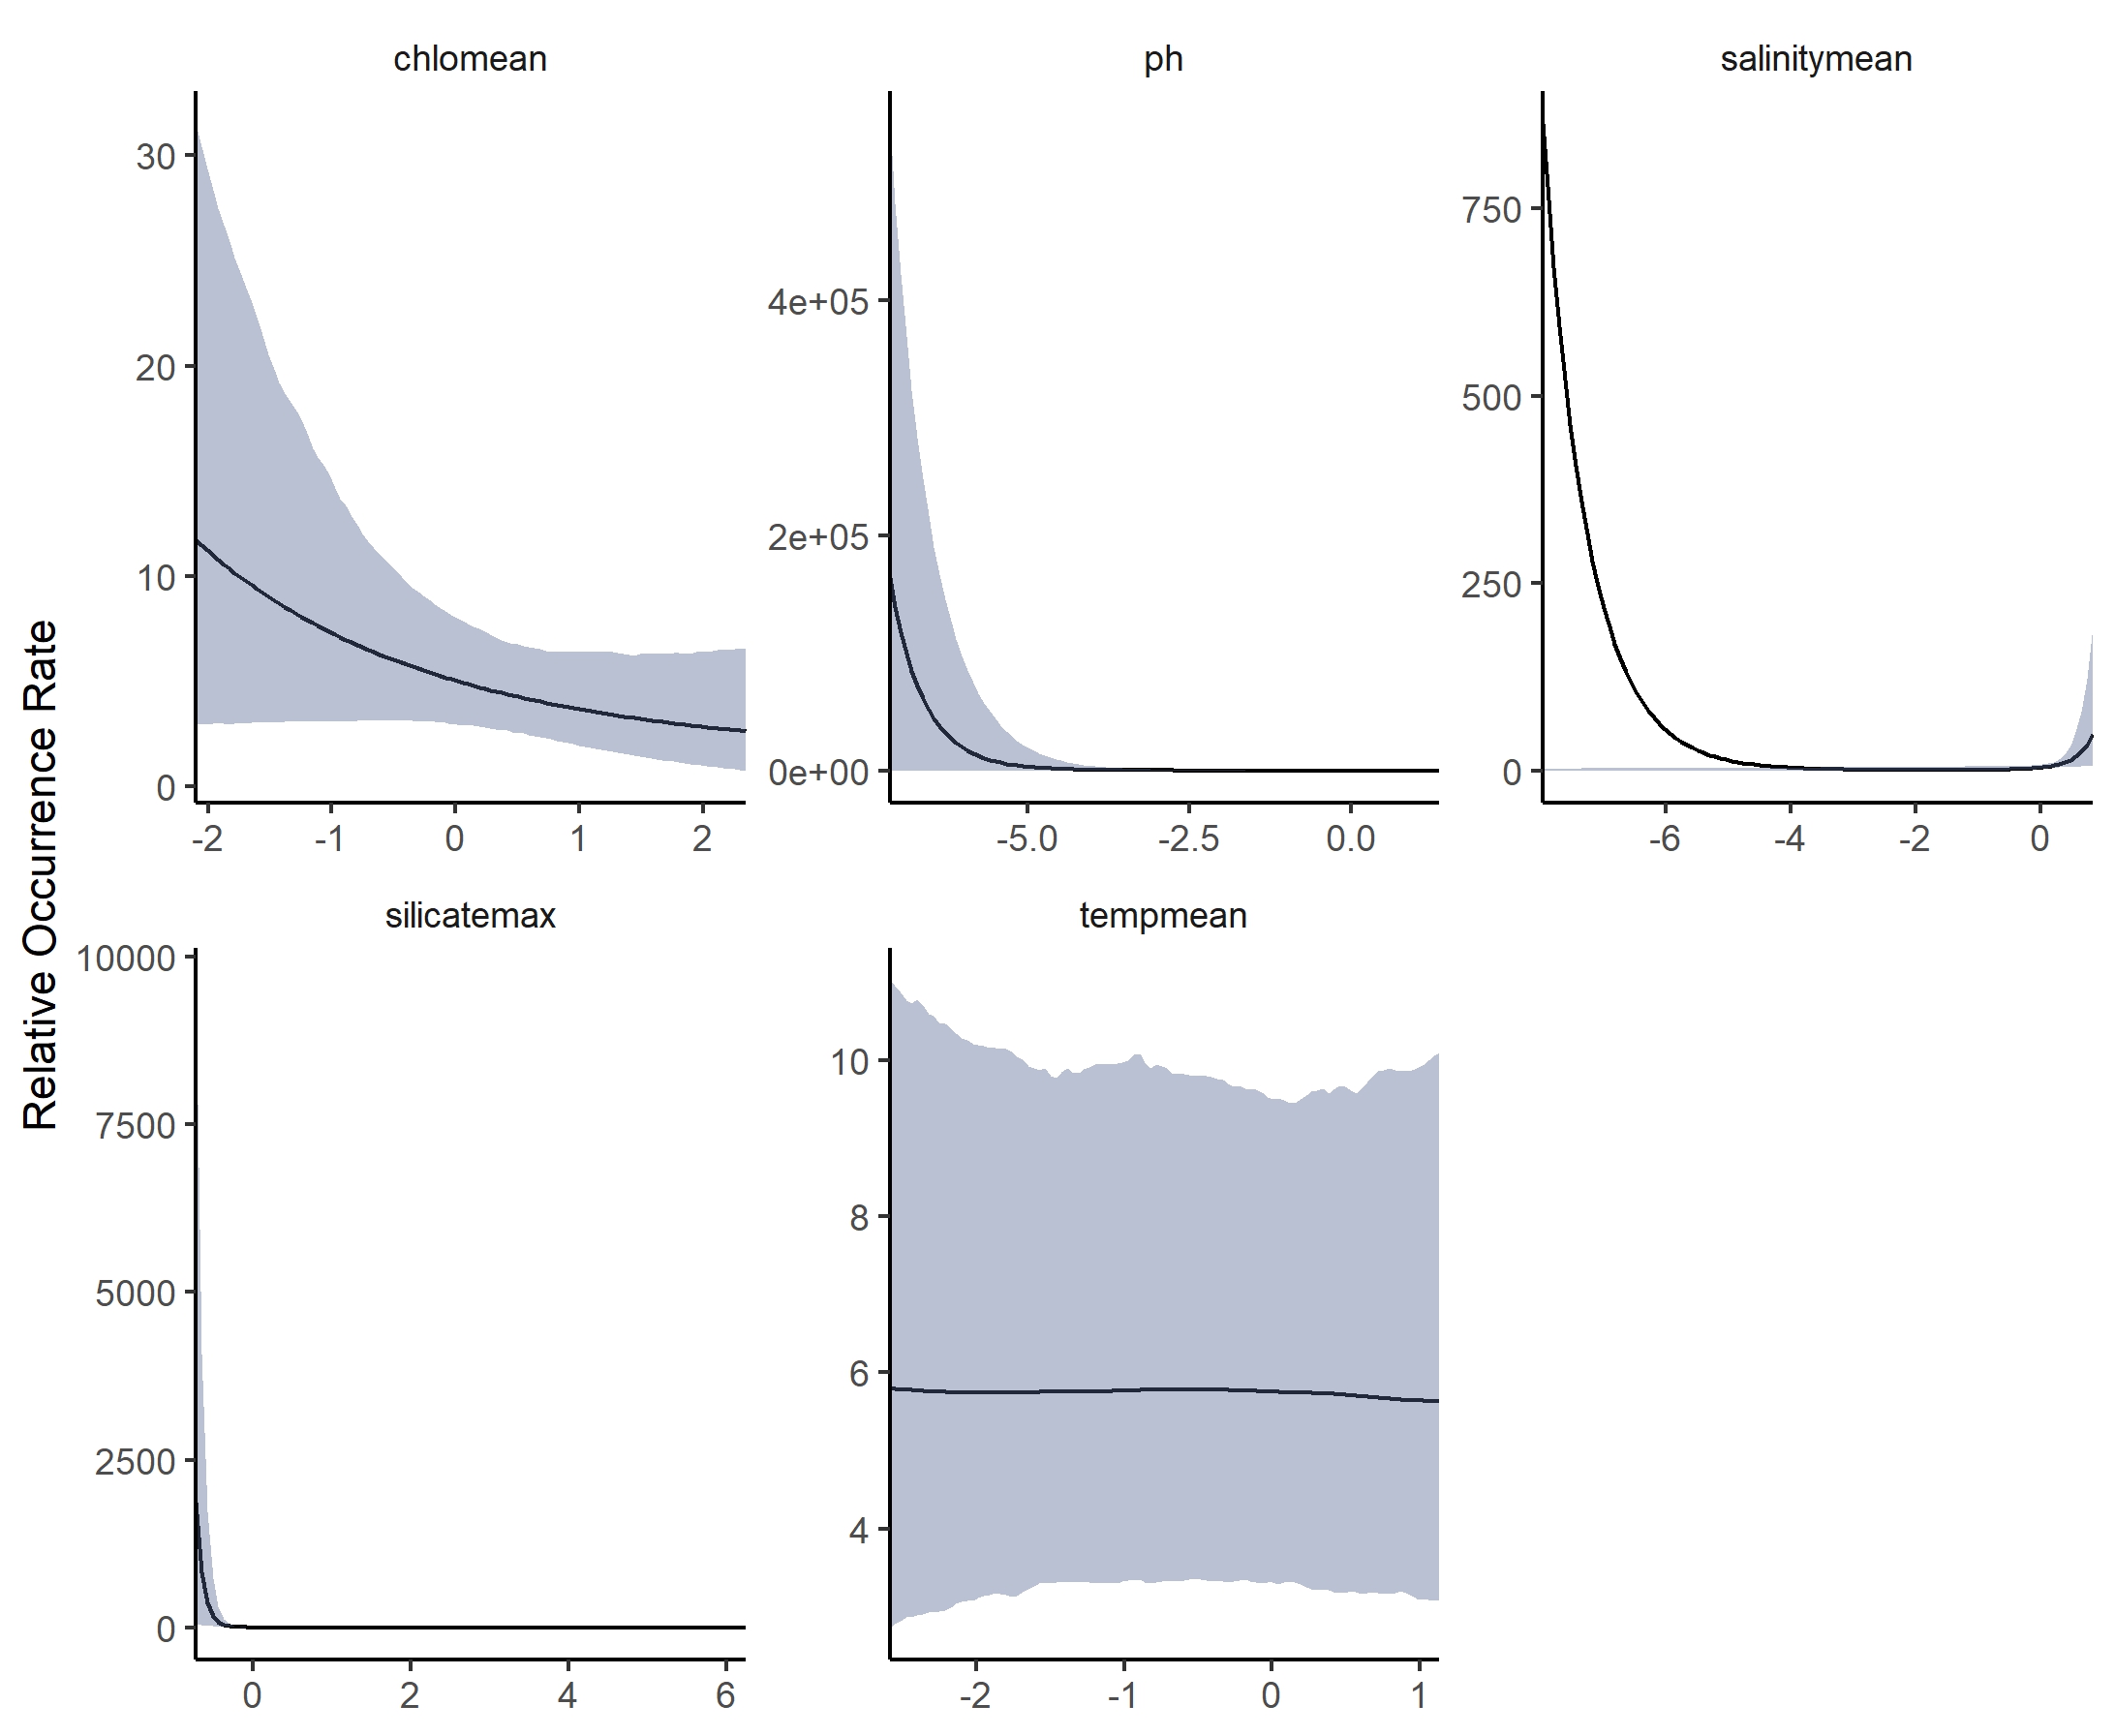 Relative Occurrence Rate
chlomean
30
20
10
0
-2 -1 0 1 2
ph
4e+05
2e+05
0e+00
-5.0 -2.5 0.0
salinitymean
750
500
250
0
-6 -4 -2 0
silicatemax
10000
7500
5000
2500
0
0 2 4 6
tempmean
10
8
6
4
-2 -1 0 1